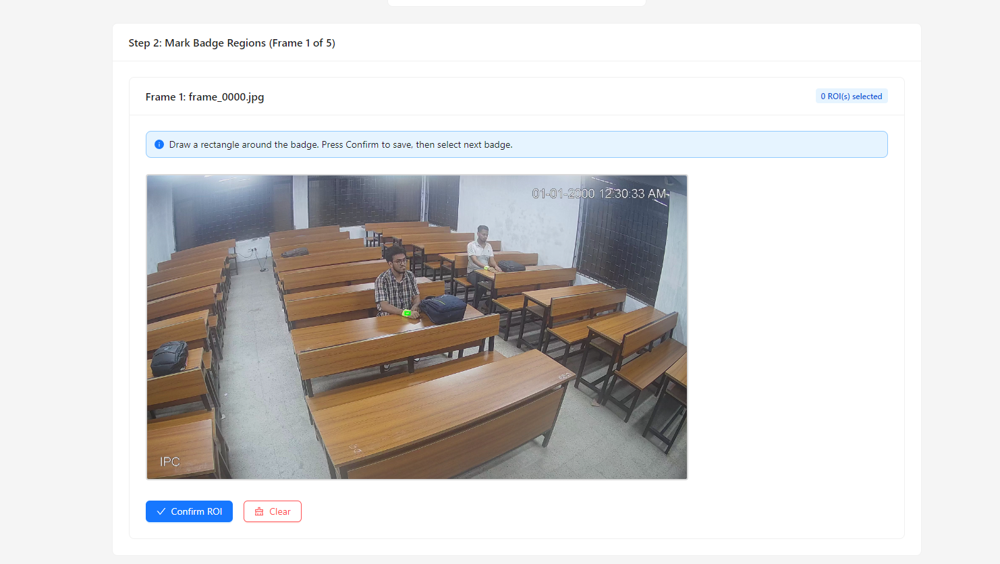 Step 2: Mark Badge Regions (Frame 1 of 5)
Frame 1: frame_0000.jpg
0 ROI(s) selected
Draw a rectangle around the badge. Press Confirm to save, then select next badge.
01-01-2000 12:30:33 AM
IPC
Confirm ROI
Clear